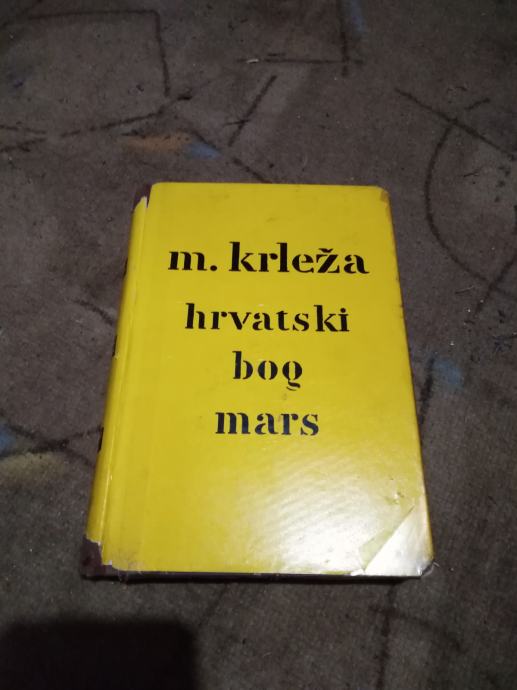 m. krleža
hrvatski
bog
mars